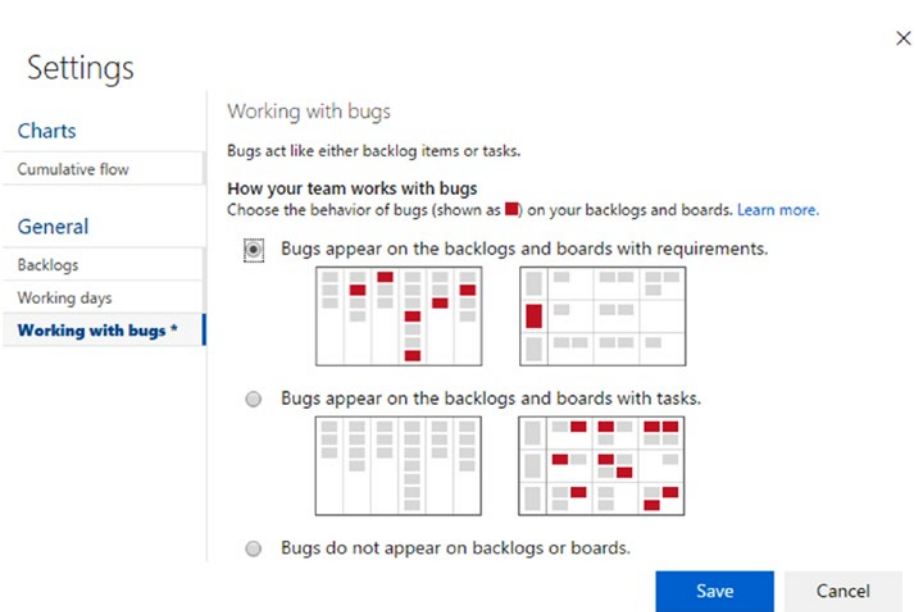 Settings
Charts
Cumulative flow
General
Backlogs
Working days
Working with bugs *
Working with bugs
Bugs act like either backlog items or tasks.
How your team works with bugs
Choose the behavior of bugs (shown as ) on your backlogs and boards. Learn more.
Bugs appear on the backlogs and boards with requirements.
Bugs appear on the backlogs and boards with tasks.
Bugs do not appear on backlogs or boards.
Save
Cancel